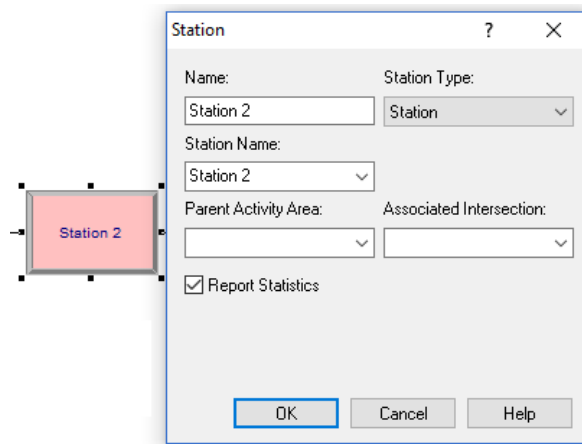 Station ?
Name: Station Type:
Station 2 Station
Station Name:
Station 2
Station 2
Parent Activity Area: Associated Intersection:
Report Statistics
OK Cancel Help